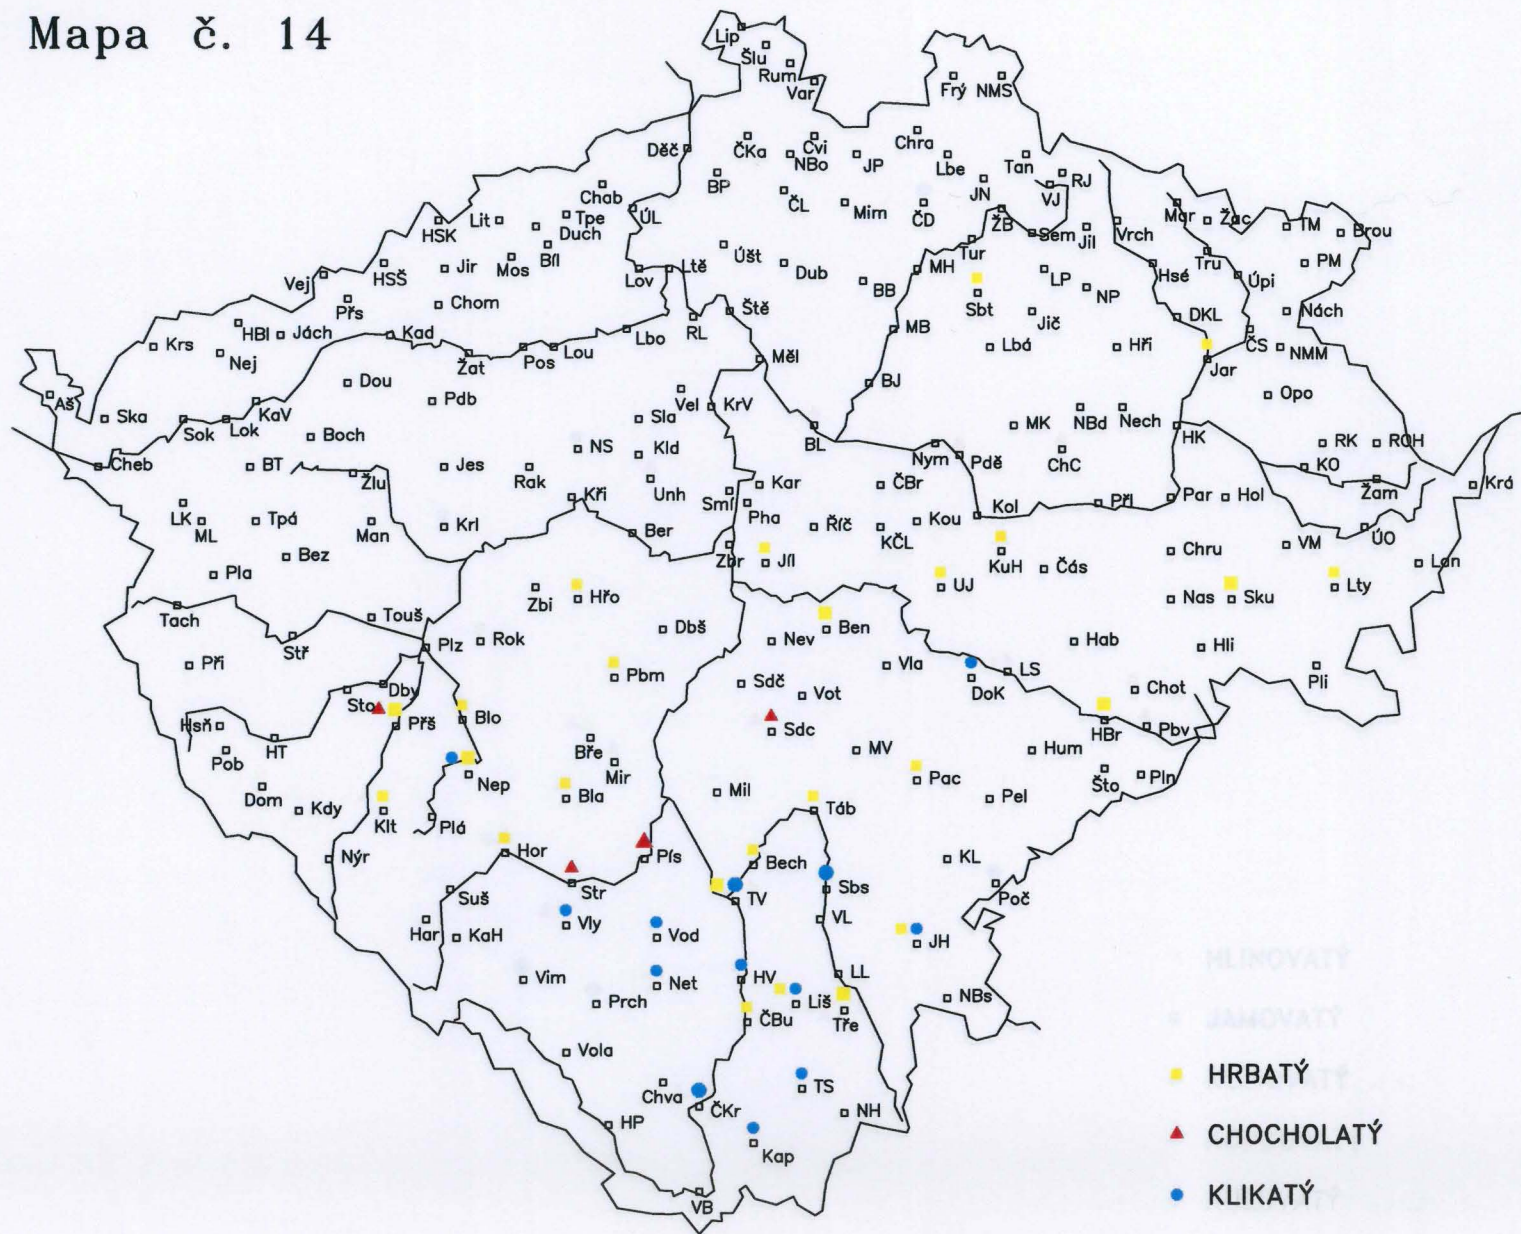 Mapa č. 14
Lip
Šlu
Rum
Var
Frý NMS
Děč ČKa Cvi NBo JP Chra Lbe Tan RJ
Chab BP ČL Mim ČD JN VJ
HSK Lit Tpe Duch ÚL ŽB Sem Jil Vrch Mar Žac TM Brou
Vej HSŠ Jir Mos Bíl Lov Ltě Úšt Dub BB MH Tur LP NP Hsé Tru Úpi PM
Přs Chom Sbt
HBl Jách Kad Lbo RL Ště MB Jič DKL Nách
Krs Nej Žat Pos Lou Měl Lbá Hři Jar ČS NMM
Aš Dou Pdb Vel KrV BJ Opo
Ska Sok Lok KaV Boch Sla BL MK NBd Nech HK RK ROH
Cheb BT Žlu Jes Rak NS Kld Nym Pdě ChC KO Žam
LK ML Tpá Man Krl Kři Unh Smí Kar Pha ČBr Kol Přl Par Hol Krá
Pla Bez Ber Zbr Říč KČL Kou ÚO
Jíl KuH Čás Chru VM Lan
Tach Touš Zbi Hřo UJ Nas Sku Lty
Stř Plz Rok Dbš Nev Ben Hab Hli
Při Dby Pbm Sdč Vot Vla DoK LS Chot Pli
Hsň Sto Přš Blo Sdc HBr Pbv
Pob HT Bře Mir MV Hum Što Pln
Dom Kdy Klt Nep Bla Mil Táb Pac Pel
Plá
Nýr Hor Str Pís Bech KL
Suš TV Sbs Poč
Har KaH Vly Vod VL JH
Vim Net HV Liš LL NBs
Prch ČBu Tře
Vola
Chva ČKr TS NH
HP Kap
VB
HLINOVATÝ
JAMOVATÝ
HRBATÝ
CHOCHOLATÝ
KLIKATÝ